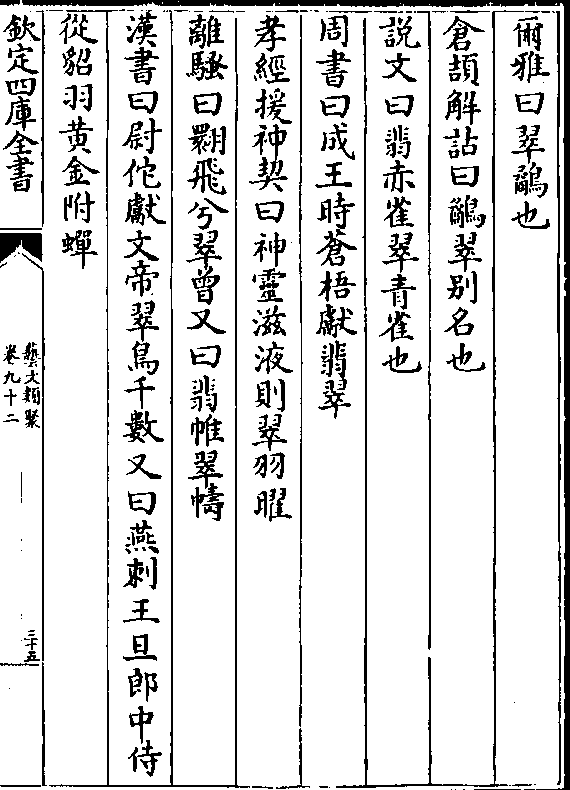 爾雅曰翠鷸也
倉頡解詁曰鷸翠别名也
說文曰翡赤雀翠青雀也
周書曰成王時蒼梧獻翡翠
孝經援神契曰神靈滋液則翠羽曜
離騷曰翾飛兮翠曾又曰翡帷翠幬
漢書曰尉佗獻文帝翠鳥千數又曰燕刺王旦郎中侍
從貂羽黄金附蟬
欽定四庫全書
藝文類聚
卷九十二
三十五